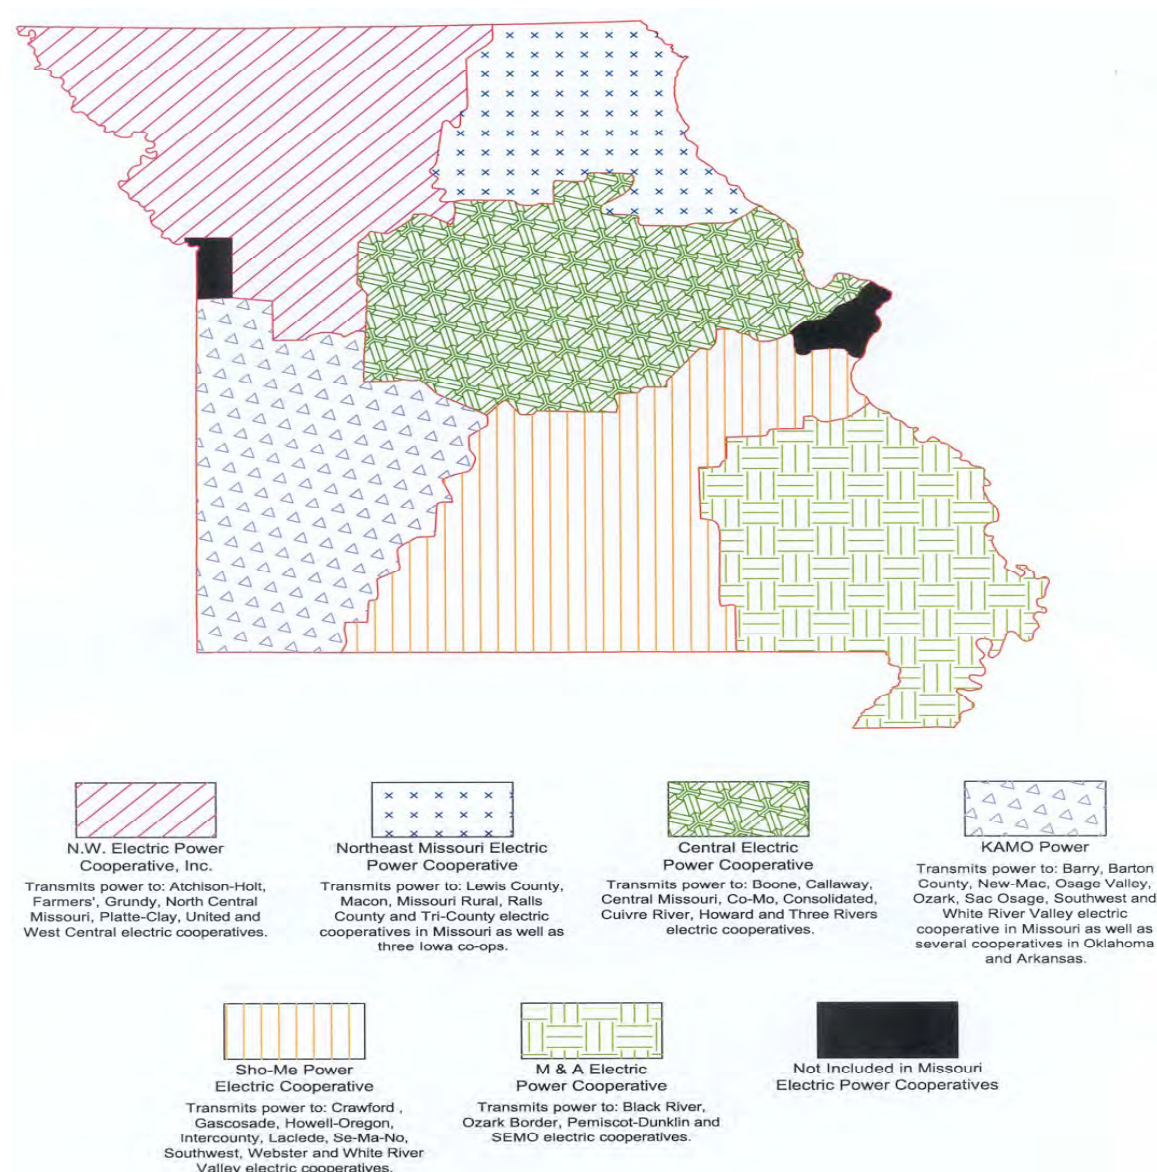 N.W. Electric Power
Cooperative, Inc.
Transmits power to: Atchison-Holt,
Farmers', Grundy, North Central
Missouri, Platte-Clay, United and
West Central electric cooperatives.
Northeast Missouri Electric
Power Cooperative
Transmits power to: Lewis County,
Macon, Missouri Rural, Ralls
County and Tri-County electric
cooperatives in Missouri as well as
three Iowa co-ops.
Central Electric
Power Cooperative
Transmits power to: Boone, Callaway,
Central Missouri, Co-Mo, Consolidated,
Cuivre River, Howard and Three Rivers
electric cooperatives.
KAMO Power
Transmits power to: Barry, Barton
County, New-Mac, Osage Valley,
Ozark, Sac Osage, Southwest and
White River Valley electric
cooperative in Missouri as well as
several cooperatives in Oklahoma
and Arkansas.
Sho-Me Power
Electric Cooperative
Transmits power to: Crawford ,
Gascosade, Howell-Oregon,
Intercounty, Laclede, Se-Ma-No,
Southwest, Webster and White River
Valley electric cooperatives.
M & A Electric
Power Cooperative
Transmits power to: Black River,
Ozark Border, Pemiscot-Dunklin and
SEMO electric cooperatives.
Not Included in Missouri
Electric Power Cooperatives